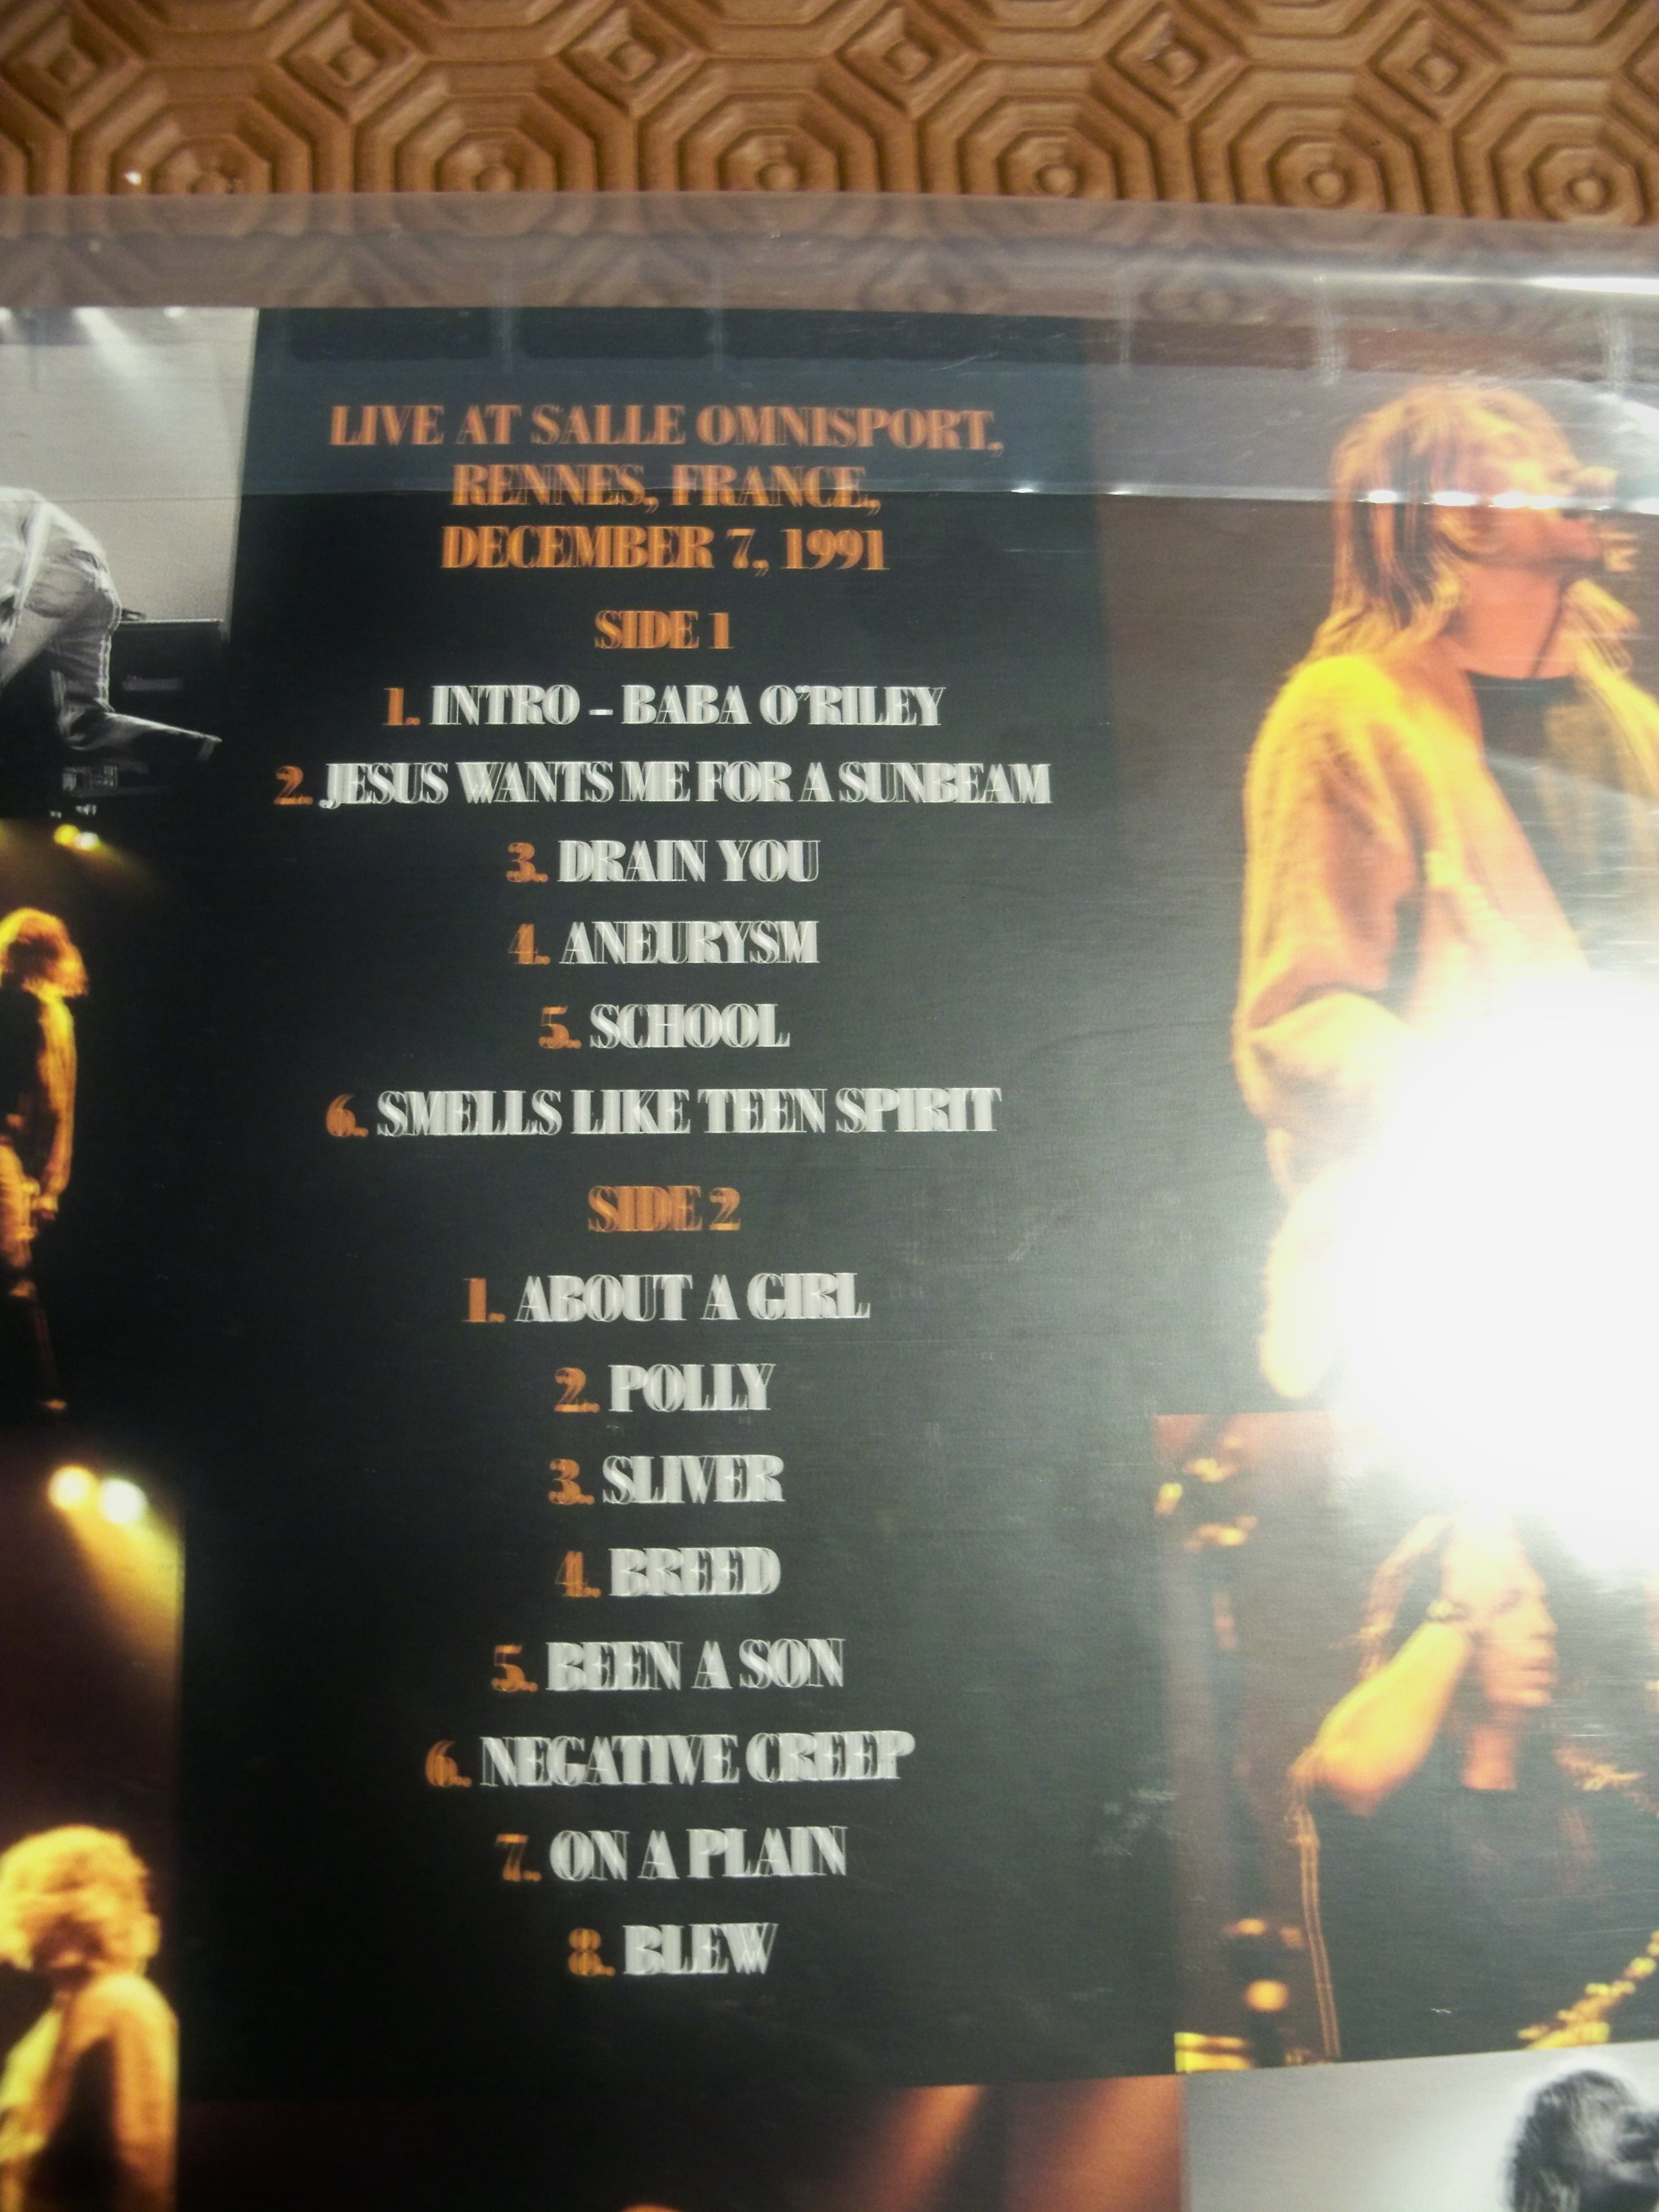 LIVE AT SALLE OMNISPORT,
RENNES, FRANCE,
DECEMBER 7, 1991
SIDE 1
1. INTRO - BABA O'RILEY
2. JESUS WANTS ME FOR A SUNBEAM
3. DRAIN YOU
4. ANEURYSM
5. SCHOOL
6. SMELLS LIKE TEEN SPIRIT
SIDE 2
1. ABOUT A GIRL
2. POLLY
3. SLIVER
4. BREED
5. BEEN A SON
6. NEGATIVE CREEP
7. ON A PLAIN
8. BLEW